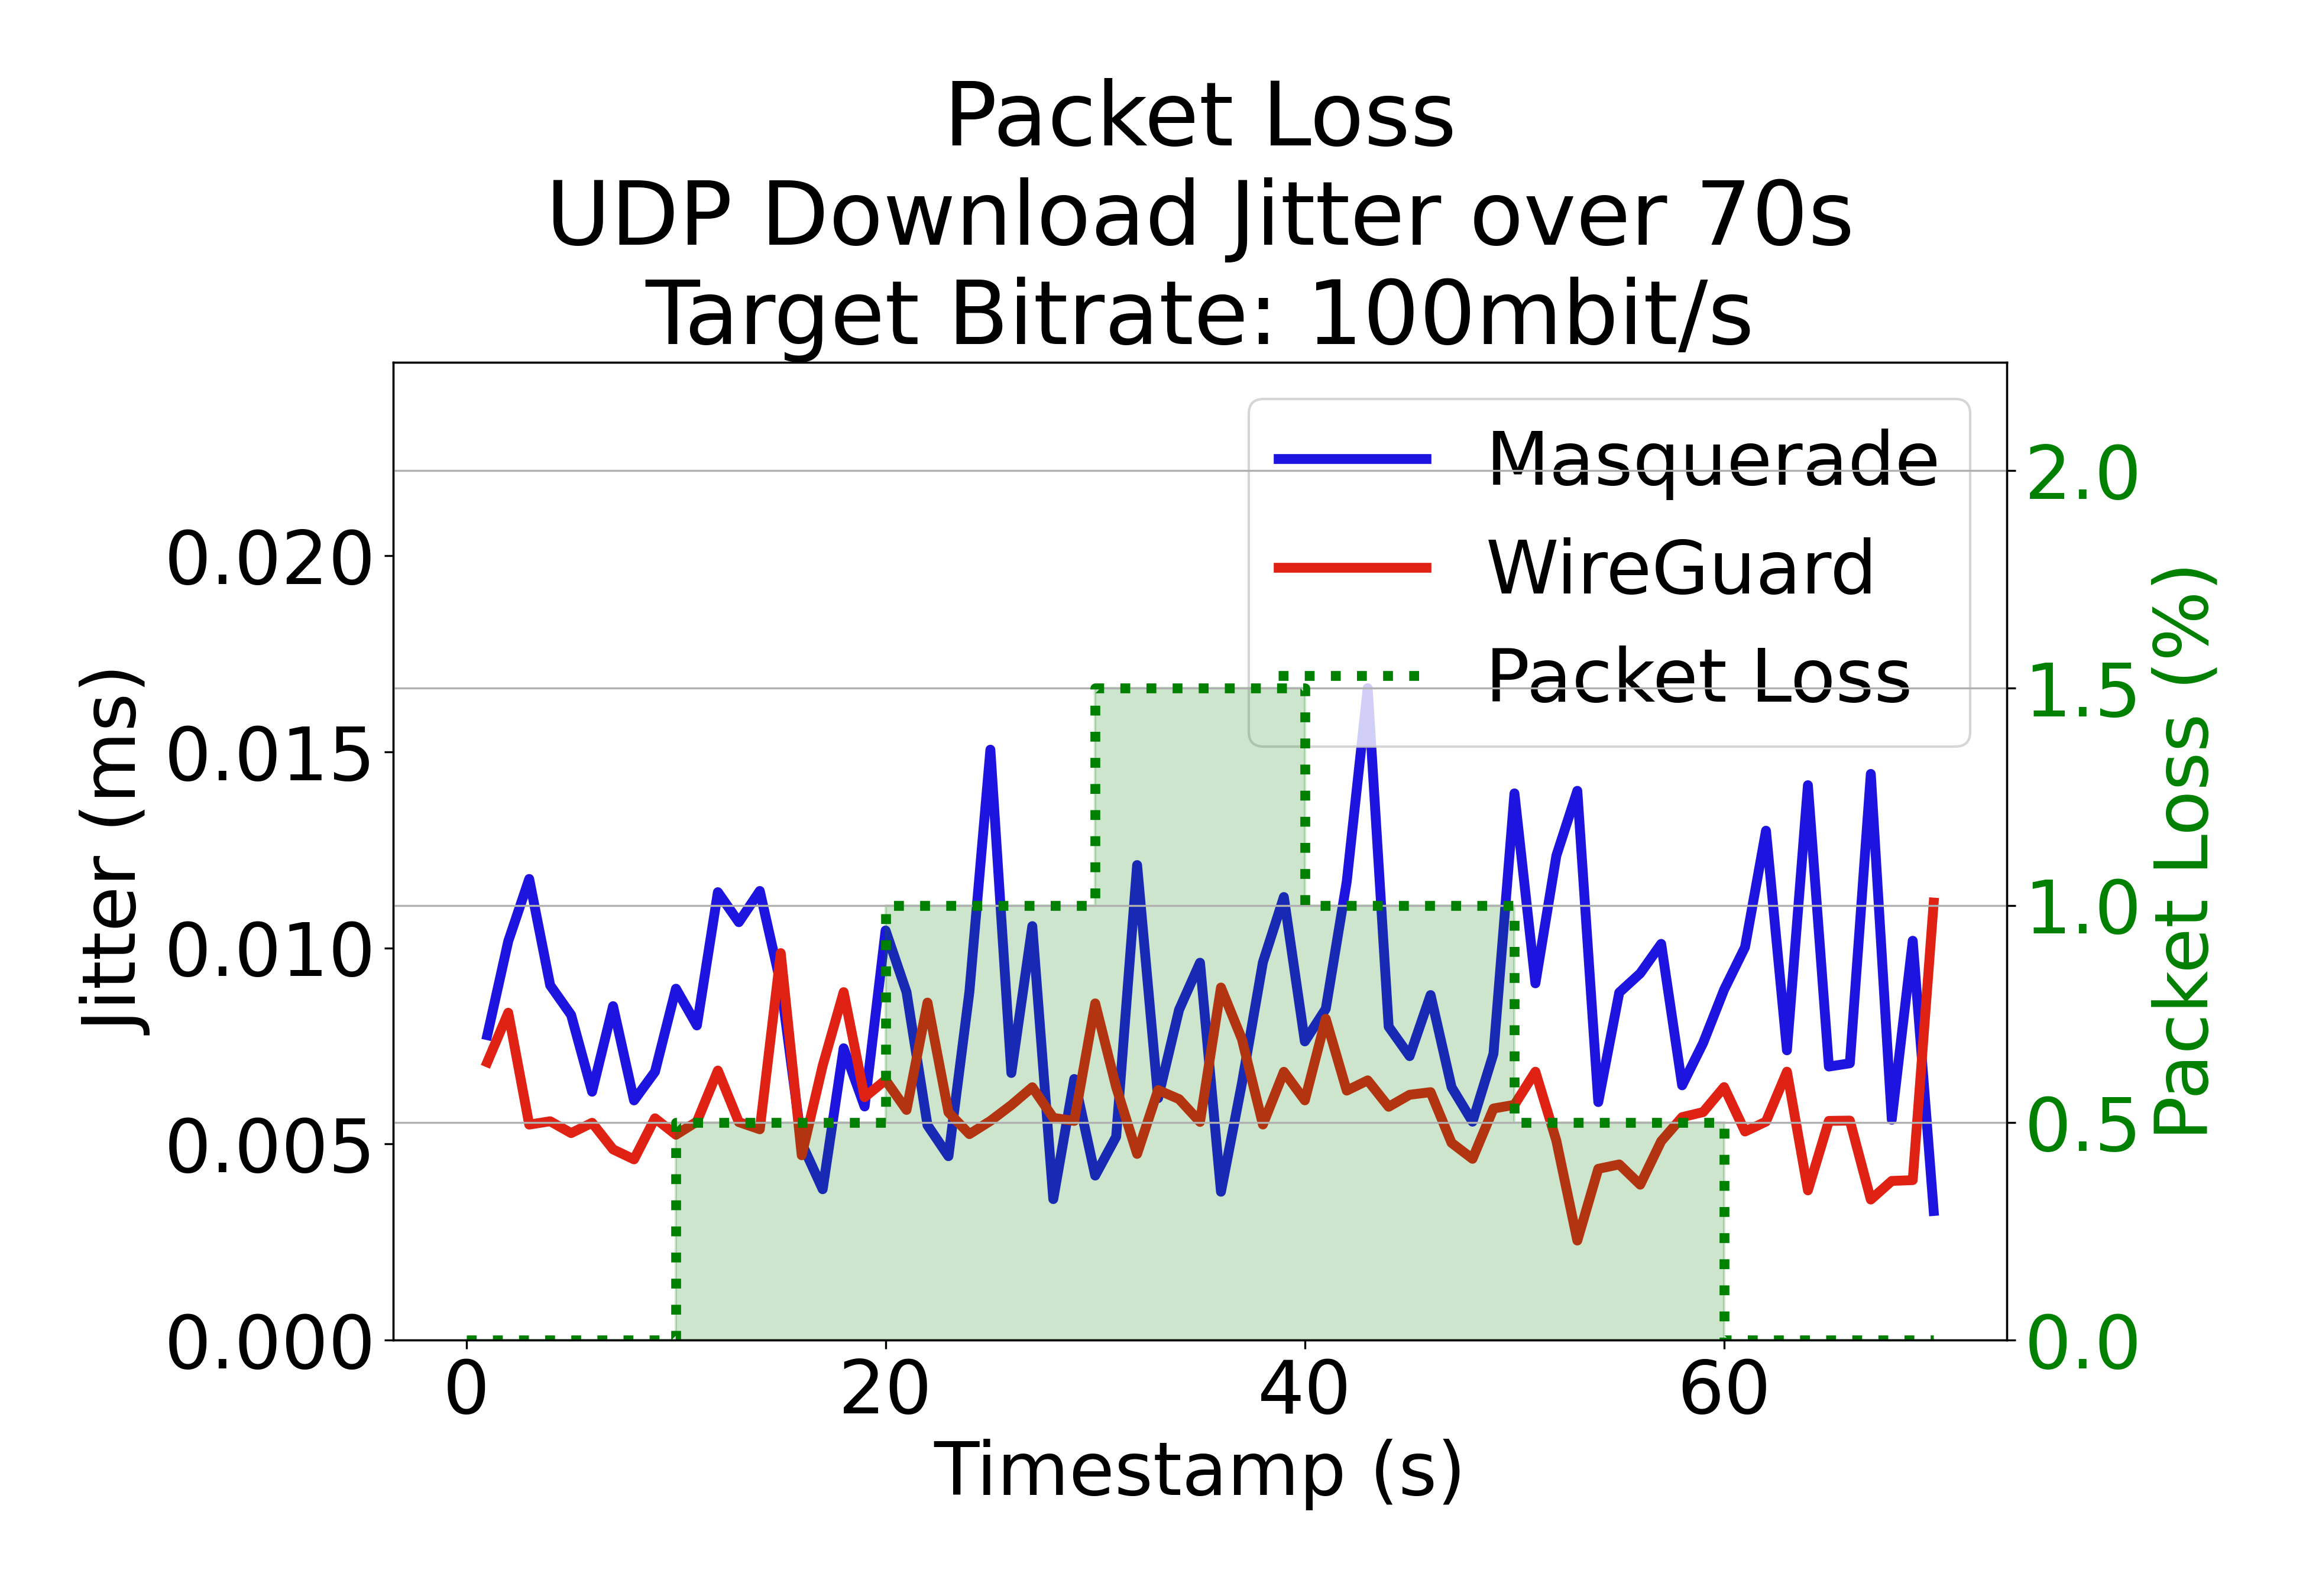 Packet Loss
UDP Download Jitter over 70s
Target Bitrate: 100mbit/s
Masquerade
WireGuard
Packet Loss
Jitter (ms)
0.020
0.015
0.010
0.005
0.000
2.0
1.5
1.0
0.5
0.0
Packet Loss (%)
0 20 40 60
Timestamp (s)